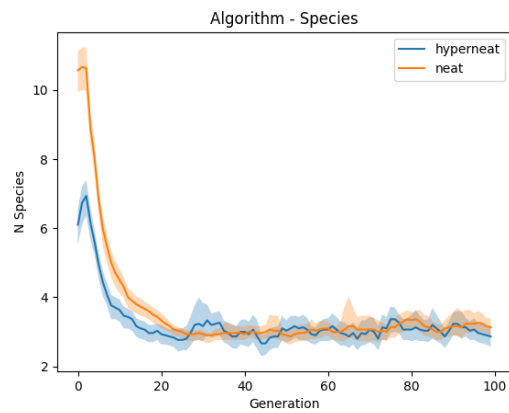 Algorithm - Species
hyperneat
neat
N Species
10
8
6
4
2
0
20
40
60
80
100
Generation